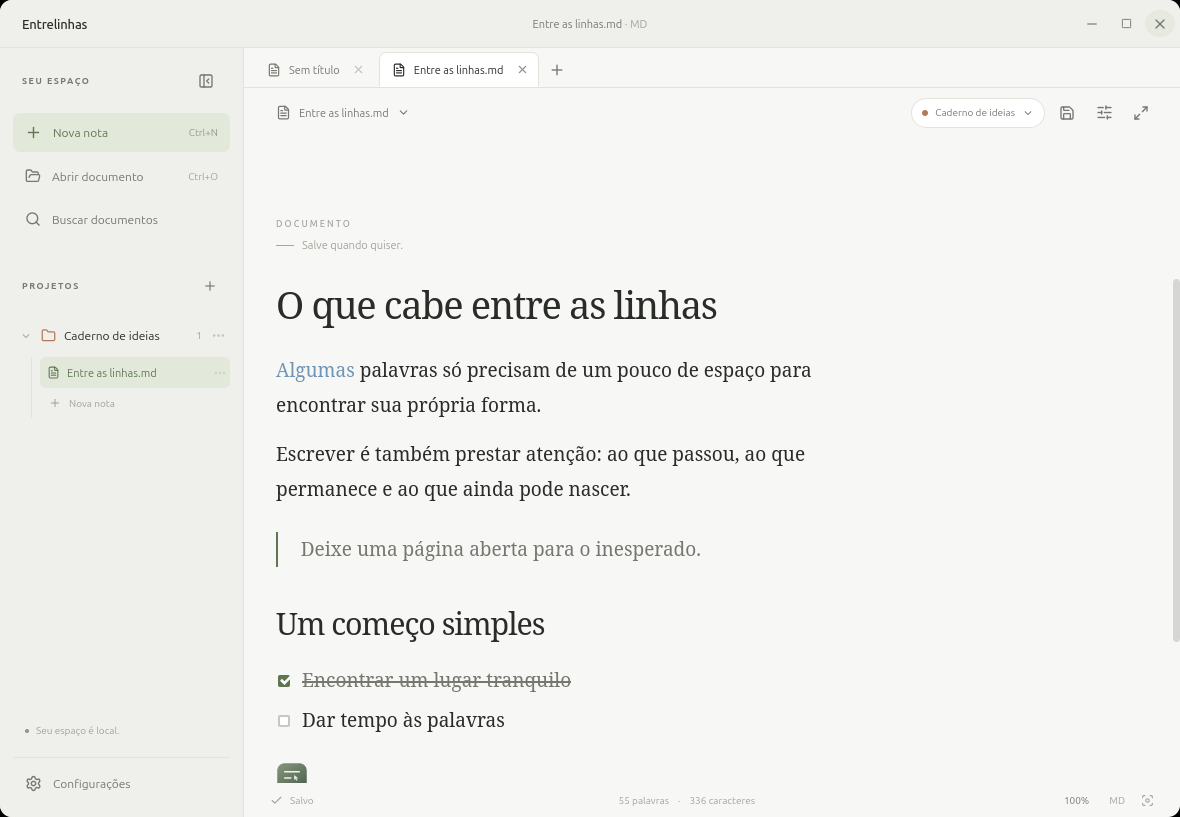 Entrelinhas
Entre as linhas.md · MD
SEU ESPAÇO
Nova nota Ctrl+N
Abrir documento Ctrl+O
Buscar documentos
PROJETOS
Caderno de ideias 1
Entre as linhas.md
Nova nota
Seu espaço é local.
Configurações
Sem título
Entre as linhas.md
Entre as linhas.md
Caderno de ideias
DOCUMENTO
Salve quando quiser.
O que cabe entre as linhas
Algumas palavras só precisam de um pouco de espaço para
encontrar sua própria forma.
Escrever é também prestar atenção: ao que passou, ao que
permanece e ao que ainda pode nascer.
Deixe uma página aberta para o inesperado.
Um começo simples
Encontrar um lugar tranquilo
Dar tempo às palavras
Salvo
55 palavras · 336 caracteres
100% MD